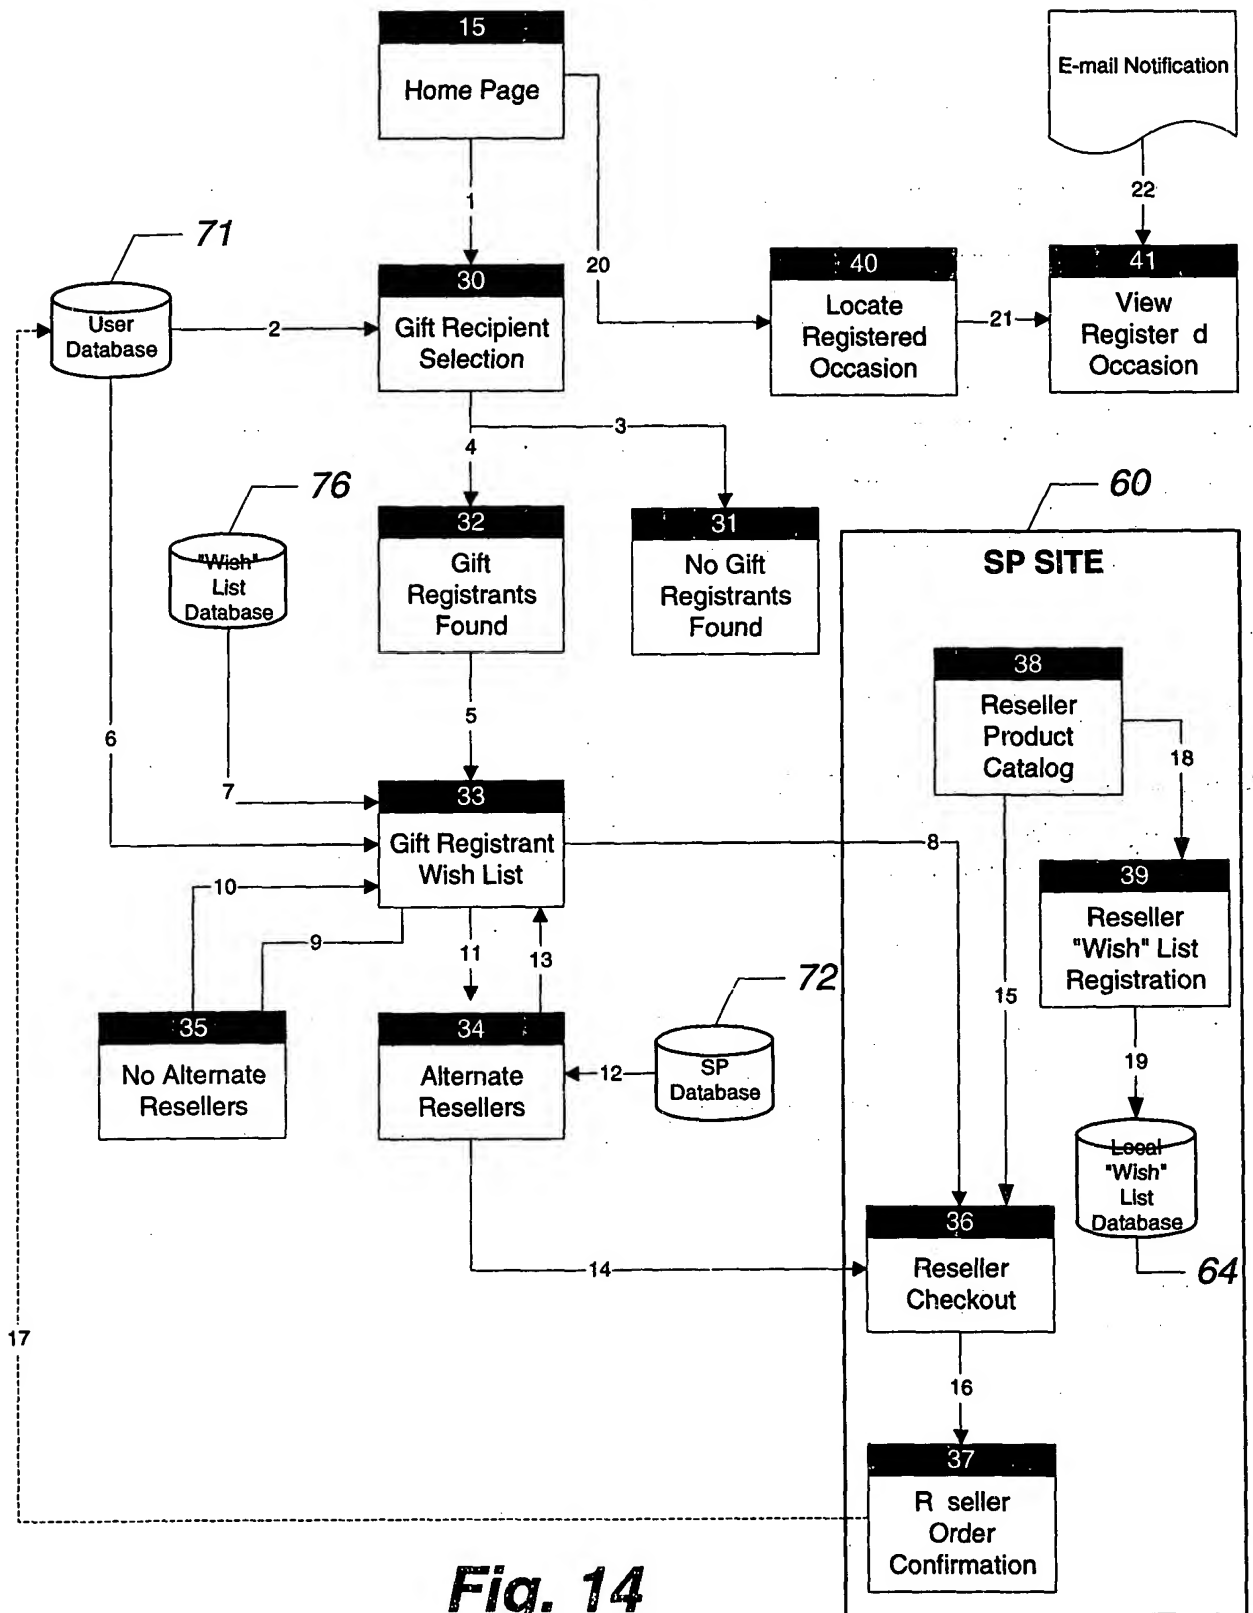 15
Home Page
E-mail Notification
1
20
22
71
User
Database
2
30
Gift Recipient
Selection
40
Locate
Registered
Occasion
21
41
View
Register d
Occasion
3
4
76
"Wish"
List
Database
32
Gift
Registrants
Found
31
No Gift
Registrants
Found
60
SP SITE
38
Reseller
Product
Catalog
5
6
7
18
33
Gift Registrant
Wish List
8
10
9
11
13
39
Reseller
"Wish" List
Registration
72
15
35
No Alternate
Resellers
34
Alternate
Resellers
12
SP
Database
19
Local
"Wish"
List
Database
64
36
Reseller
Checkout
14
17
16
37
R seller
Order
Confirmation
Fig. 14